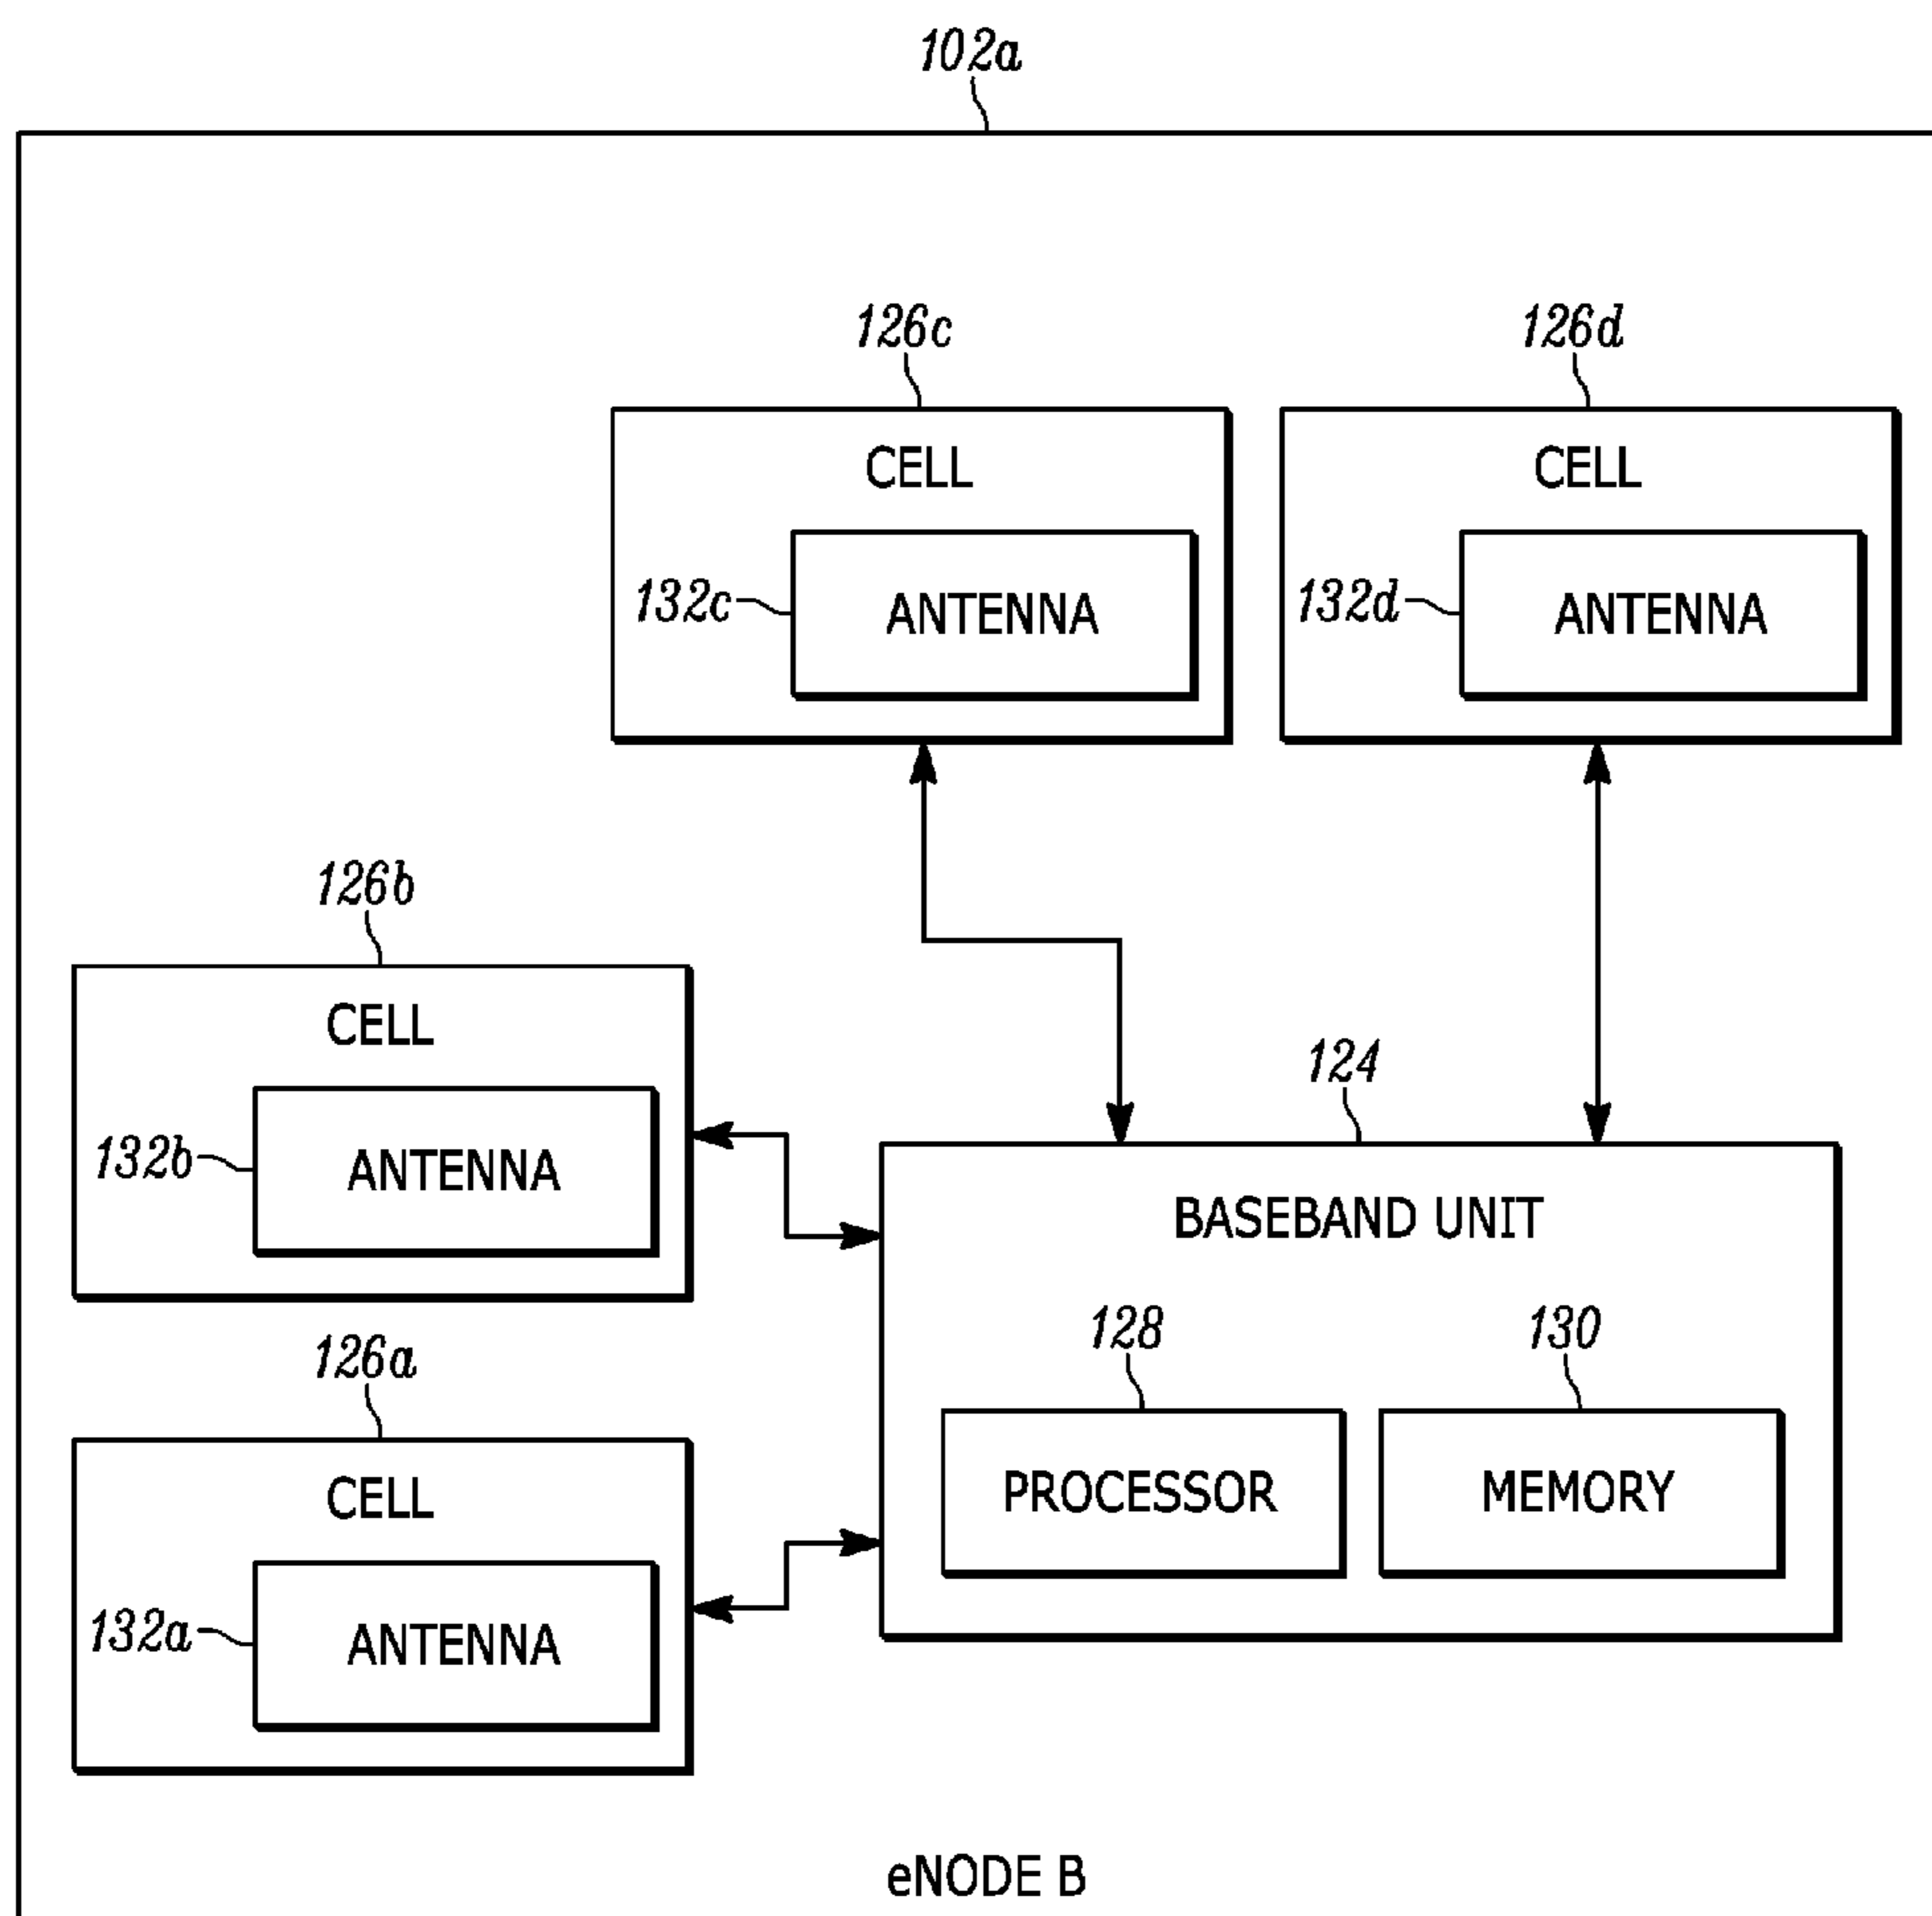 102a
126c
126d
CELL
CELL
132c
ANTENNA
132d
ANTENNA
126b
CELL
132b
ANTENNA
124
BASEBAND UNIT
128
130
PROCESSOR
MEMORY
126a
CELL
132a
ANTENNA
eNODE B